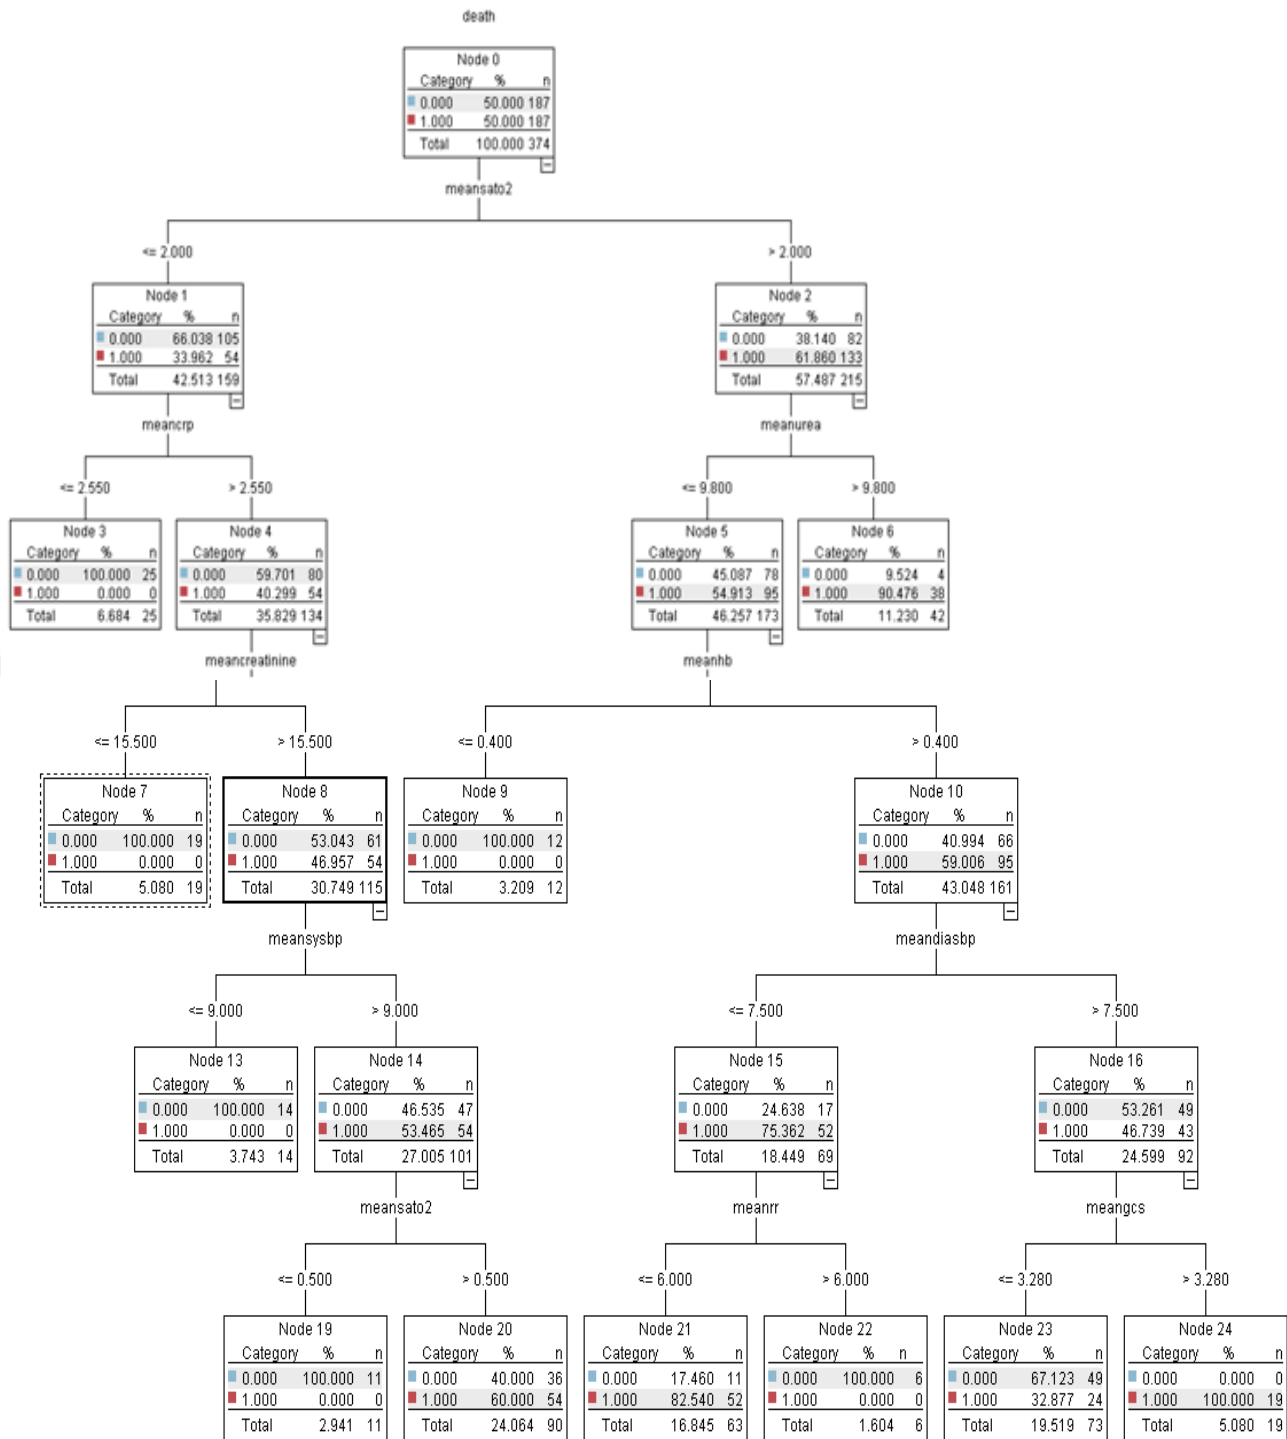 death
Node 0
Category % n
0.000 50.000 187
1.000 50.000 187
Total 100.000 374
meansato2
<= 2.000
> 2.000
Node 1
Category % n
0.000 66.038 105
1.000 33.962 54
Total 42.513 159
meancrp
Node 2
Category % n
0.000 38.140 82
1.000 61.860 133
Total 57.487 215
meanurea
<= 2.550
> 2.550
<= 9.800
> 9.800
Node 3
Category % n
0.000 100.000 25
1.000 0.000 0
Total 6.684 25
Node 4
Category % n
0.000 59.701 80
1.000 40.299 54
Total 35.829 134
meancreatinine
Node 5
Category % n
0.000 45.087 78
1.000 54.913 95
Total 46.257 173
meanhb
Node 6
Category % n
0.000 9.524 4
1.000 90.476 38
Total 11.230 42
<= 15.500
> 15.500
<= 0.400
> 0.400
Node 7
Category % n
0.000 100.000 19
1.000 0.000 0
Total 5.080 19
Node 8
Category % n
0.000 53.043 61
1.000 46.957 54
Total 30.749 115
meansysbp
Node 9
Category % n
0.000 100.000 12
1.000 0.000 0
Total 3.209 12
Node 10
Category % n
0.000 40.994 66
1.000 59.006 95
Total 43.048 161
meandiasbp
<= 9.000
> 9.000
<= 7.500
> 7.500
Node 13
Category % n
0.000 100.000 14
1.000 0.000 0
Total 3.743 14
Node 14
Category % n
0.000 46.535 47
1.000 53.465 54
Total 27.005 101
meansato2
Node 15
Category % n
0.000 24.638 17
1.000 75.362 52
Total 18.449 69
meanrr
Node 16
Category % n
0.000 53.261 49
1.000 46.739 43
Total 24.599 92
meangcs
<= 0.500
> 0.500
<= 6.000
> 6.000
<= 3.280
> 3.280
Node 19
Category % n
0.000 100.000 11
1.000 0.000 0
Total 2.941 11
Node 20
Category % n
0.000 40.000 36
1.000 60.000 54
Total 24.064 90
Node 21
Category % n
0.000 17.460 11
1.000 82.540 52
Total 16.845 63
Node 22
Category % n
0.000 100.000 6
1.000 0.000 0
Total 1.604 6
Node 23
Category % n
0.000 67.123 49
1.000 32.877 24
Total 19.519 73
Node 24
Category % n
0.000 0.000 0
1.000 100.000 19
Total 5.080 19